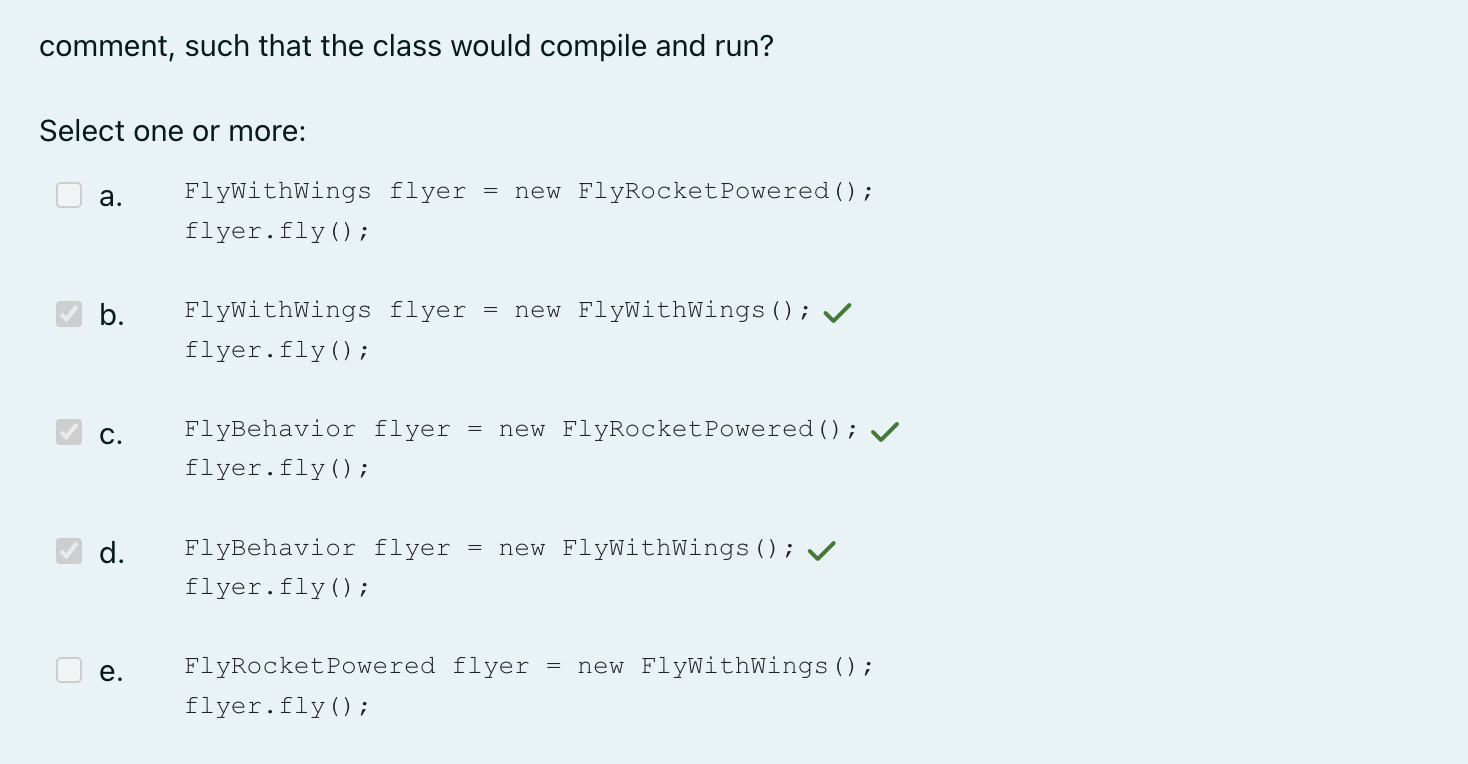 comment, such that the class would compile and run?
Select one or more:
a. FlyWithWings flyer = new FlyRocketPowered();
flyer.fly();
b. FlyWithWings flyer = new FlyWithWings();
flyer.fly();
c. FlyBehavior flyer = new FlyRocketPowered();
flyer.fly();
d. FlyBehavior flyer = new FlyWithWings();
flyer.fly();
e. FlyRocketPowered flyer = new FlyWithWings();
flyer.fly();